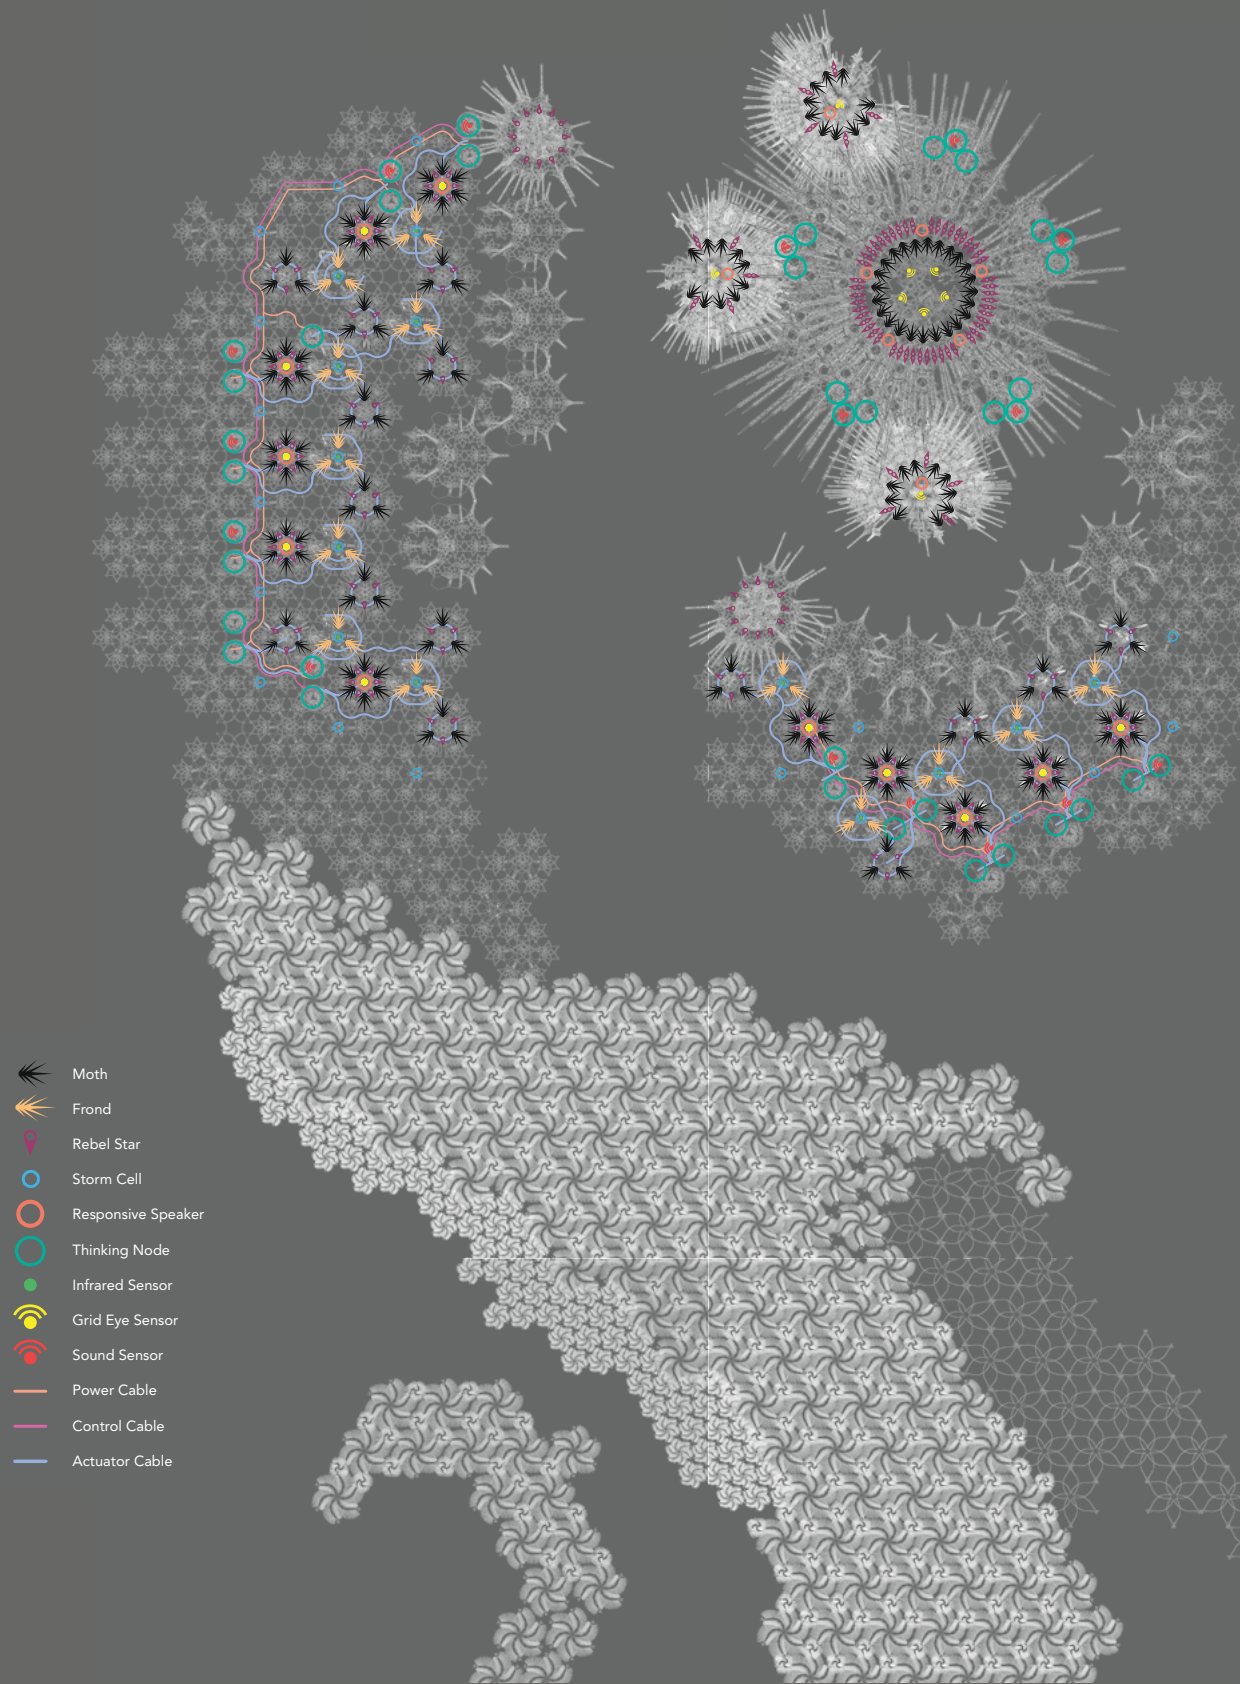 Moth
Frond
Rebel Star
Storm Cell
Responsive Speaker
Thinking Node
Infrared Sensor
Grid Eye Sensor
Sound Sensor
Power Cable
Control Cable
Actuator Cable